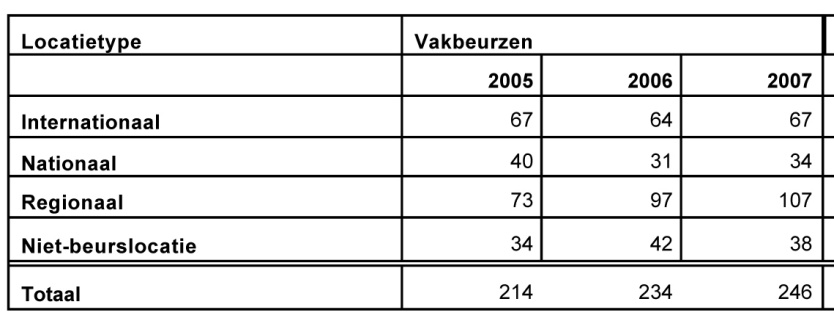 Locatietype Vakbeurzen
2005 2006 2007
Internationaal 67 64 67
Nationaal 40 31 34
Regionaal 73 97 107
Niet-beurslocatie 34 42 38
Totaal 214 234 246